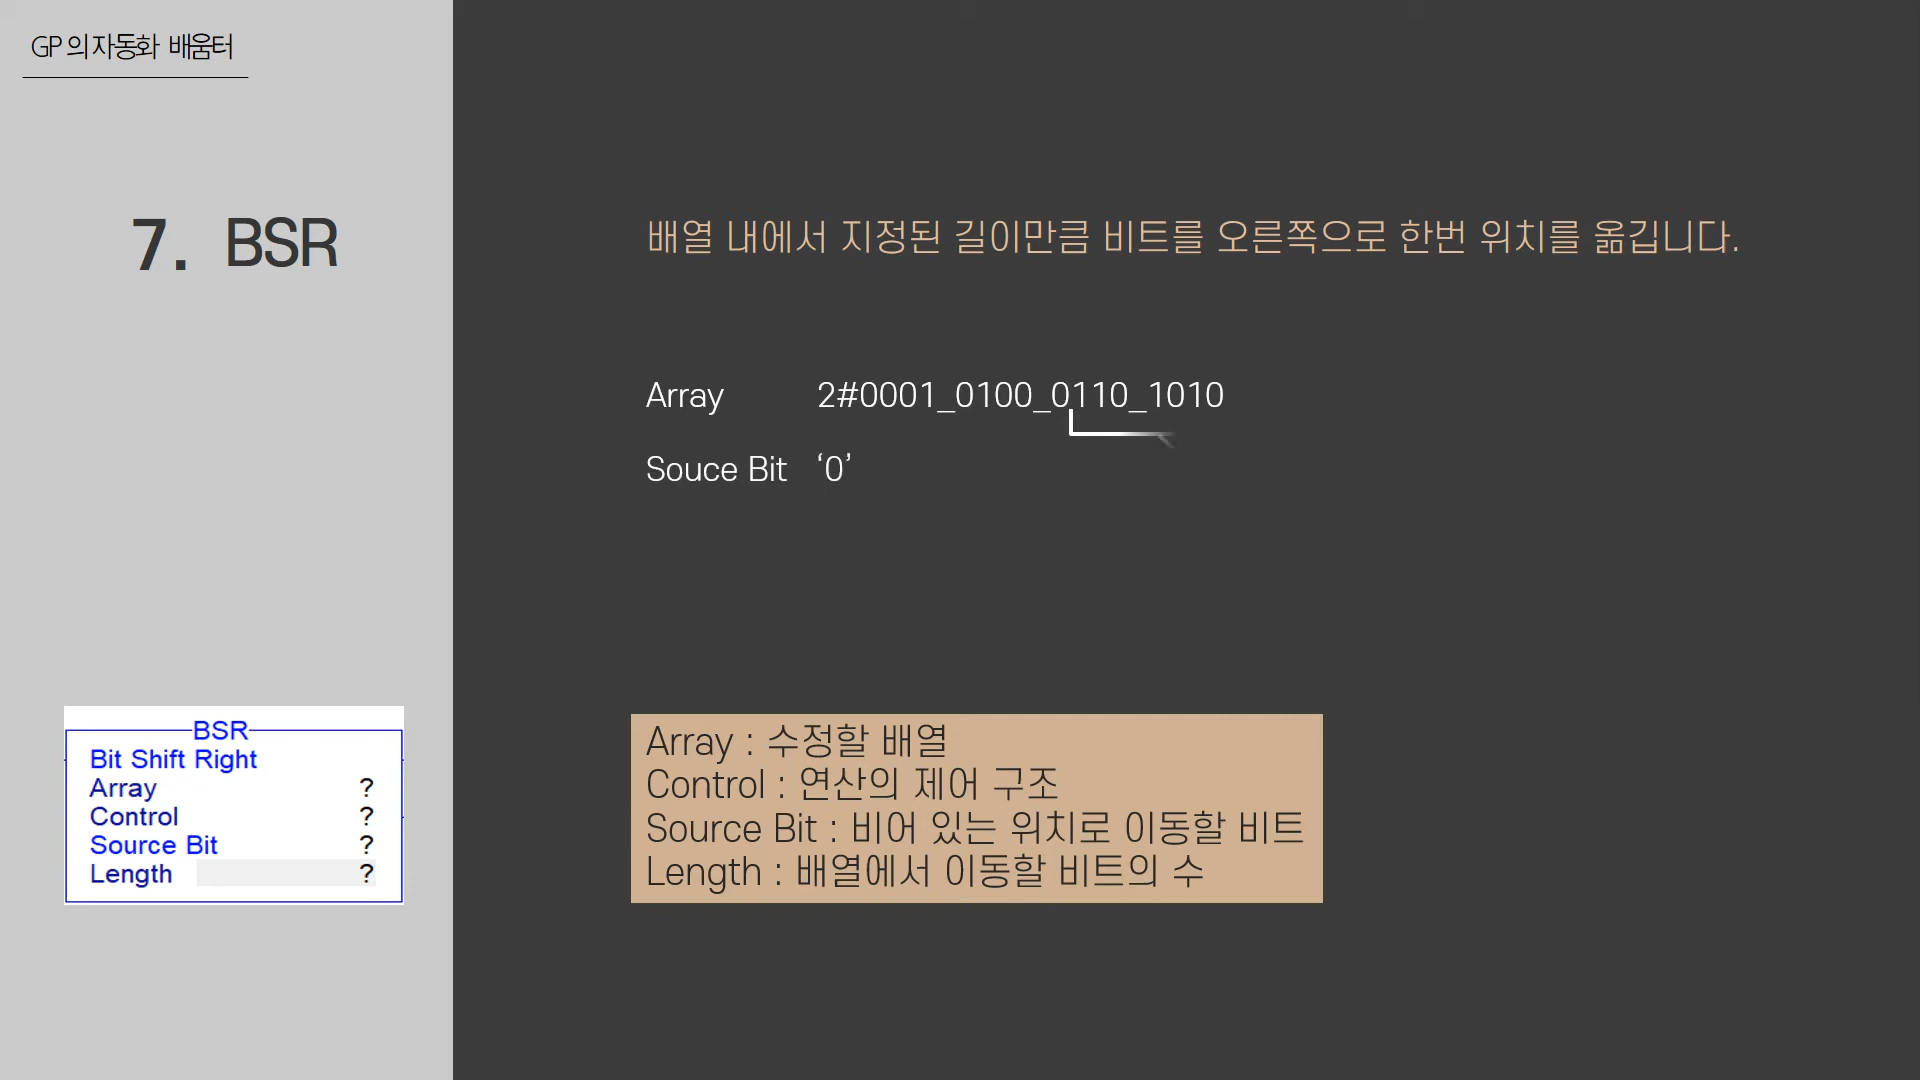 GP의 자동화 배움터
7. BSR
배열 내에서 지정된 길이만큼 비트를 오른쪽으로 한번 위치를 옮깁니다.
Array 2#0001_0100_0110_1010
Souce Bit ‘0’
BSR
Bit Shift Right
Array ?
Control ?
Source Bit ?
Length ?
Array : 수정할 배열
Control : 연산의 제어 구조
Source Bit : 비어 있는 위치로 이동할 비트
Length : 배열에서 이동할 비트의 수